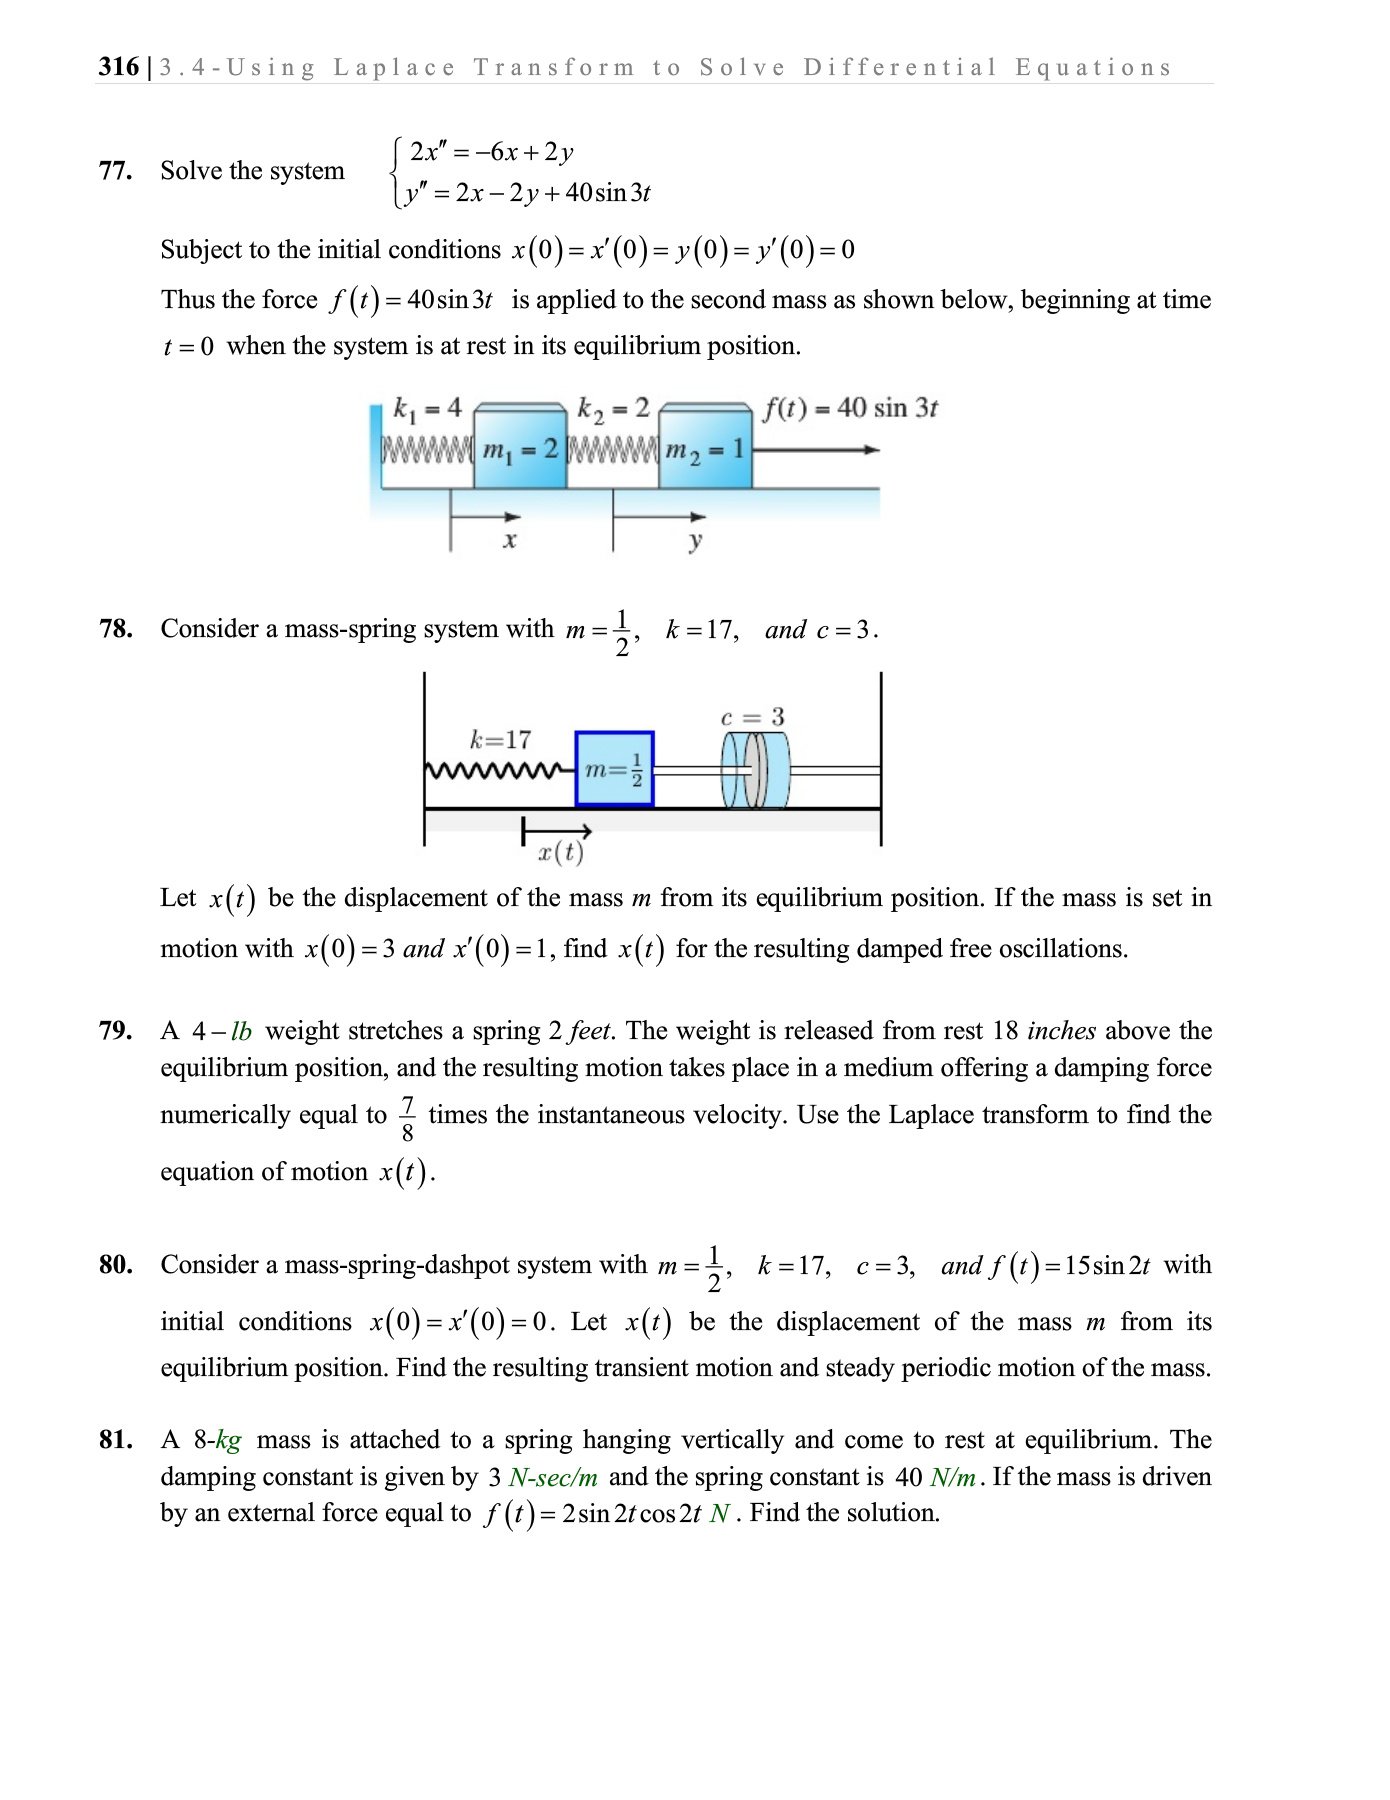 316 | 3.4-Using Laplace Transform to Solve Differential Equations
77. Solve the system { 2x″ = −6x + 2y
y″ = 2x − 2y + 40 sin 3t
Subject to the initial conditions x(0) = x′(0) = y(0) = y′(0) = 0
Thus the force f(t) = 40 sin 3t is applied to the second mass as shown below, beginning at time
t = 0 when the system is at rest in its equilibrium position.
k₁ = 4 k₂ = 2 f(t) = 40 sin 3t
m₁ = 2 m₂ = 1
x y
78. Consider a mass-spring system with m = 1/2, k = 17, and c = 3.
c = 3
k=17
m=1/2
x(t)
Let x(t) be the displacement of the mass m from its equilibrium position. If the mass is set in
motion with x(0) = 3 and x′(0) = 1, find x(t) for the resulting damped free oscillations.
79. A 4 − lb weight stretches a spring 2 feet. The weight is released from rest 18 inches above the
equilibrium position, and the resulting motion takes place in a medium offering a damping force
numerically equal to 7/8 times the instantaneous velocity. Use the Laplace transform to find the
equation of motion x(t).
80. Consider a mass-spring-dashpot system with m = 1/2, k = 17, c = 3, and f(t) = 15 sin 2t with
initial conditions x(0) = x′(0) = 0. Let x(t) be the displacement of the mass m from its
equilibrium position. Find the resulting transient motion and steady periodic motion of the mass.
81. A 8-kg mass is attached to a spring hanging vertically and come to rest at equilibrium. The
damping constant is given by 3 N-sec/m and the spring constant is 40 N/m. If the mass is driven
by an external force equal to f(t) = 2 sin 2t cos 2t N. Find the solution.